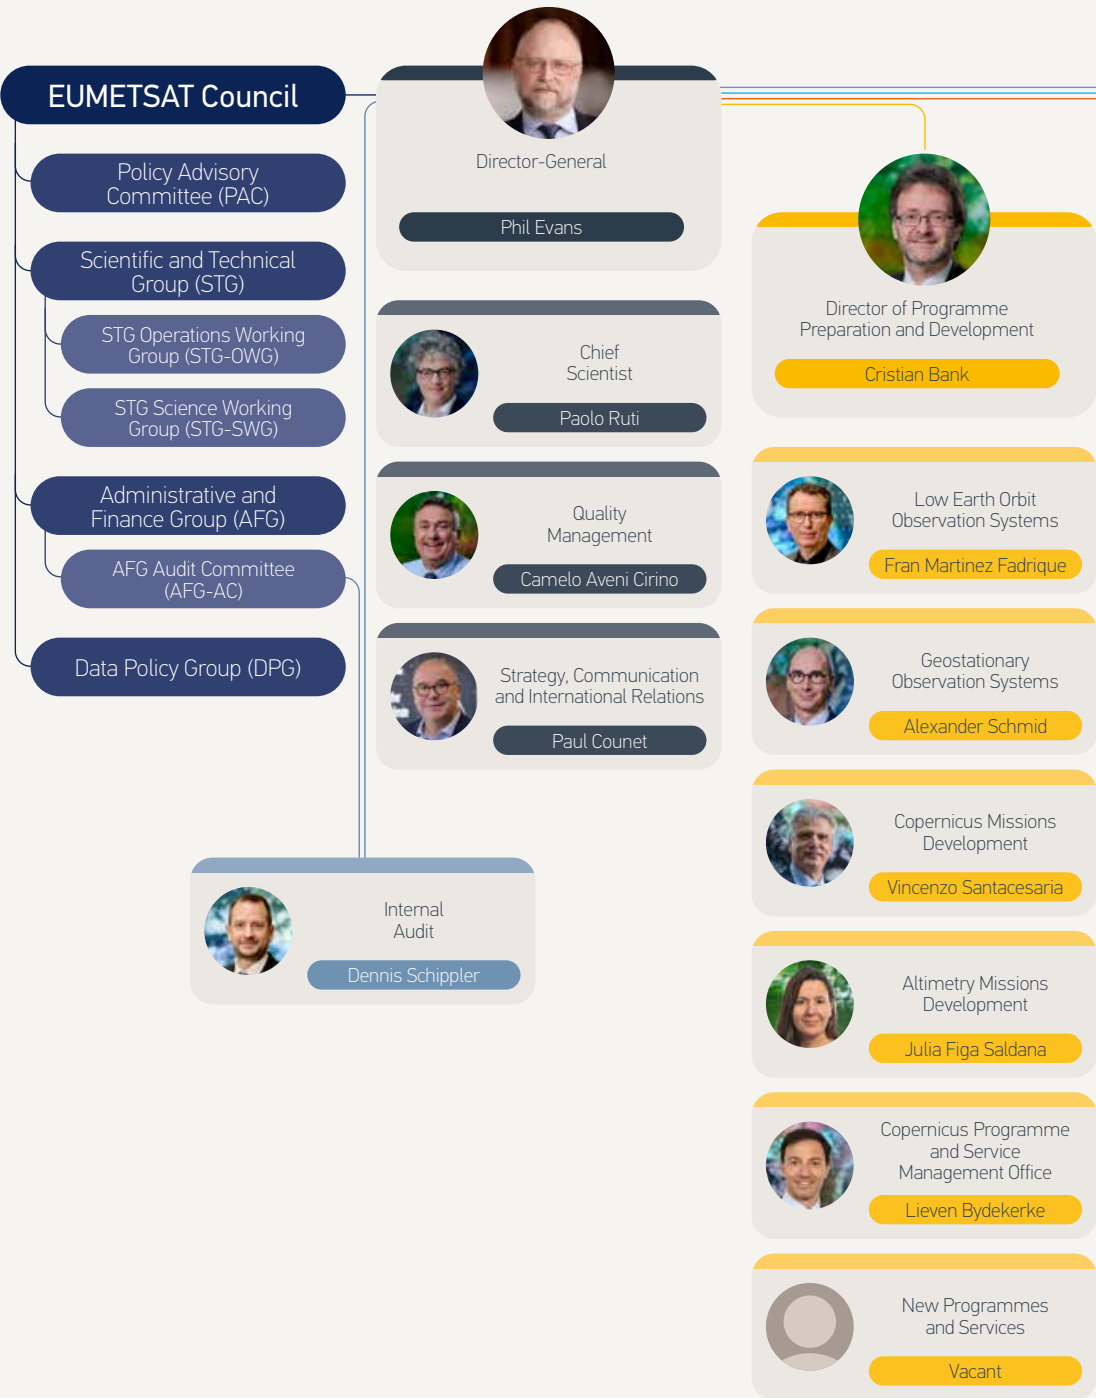 EUMETSAT Council
Policy Advisory
Committee (PAC)
Scientific and Technical
Group (STG)
STG Operations Working
Group (STG-OWG)
STG Science Working
Group (STG-SWG)
Administrative and
Finance Group (AFG)
AFG Audit Committee
(AFG-AC)
Data Policy Group (DPG)
Director-General
Phil Evans
Chief
Scientist
Paolo Ruti
Quality
Management
Camelo Aveni Cirino
Strategy, Communication
and International Relations
Paul Counet
Internal
Audit
Dennis Schippler
Director of Programme
Preparation and Development
Cristian Bank
Low Earth Orbit
Observation Systems
Fran Martinez Fadrique
Geostationary
Observation Systems
Alexander Schmid
Copernicus Missions
Development
Vincenzo Santacesaria
Altimetry Missions
Development
Julia Figa Saldana
Copernicus Programme
and Service
Management Office
Lieven Bydekerke
New Programmes
and Services
Vacant